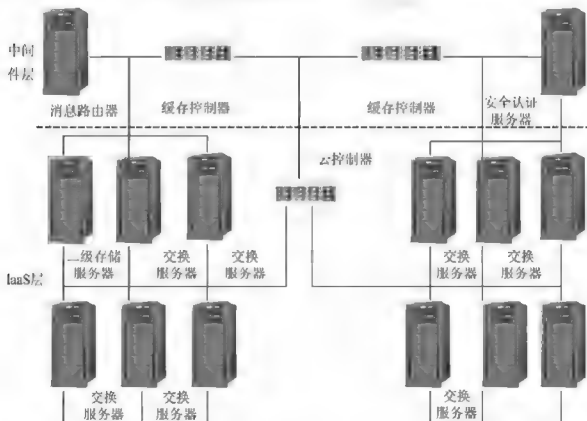 中间
件层
消息路由器
缓存控制器
缓存控制器
安全认证
服务器
云控制器
二级存储
服务器
交换
服务器
交换
服务器
交换
服务器
交换
服务器
IaaS层
交换
服务器
交换
服务器
交换
服务器